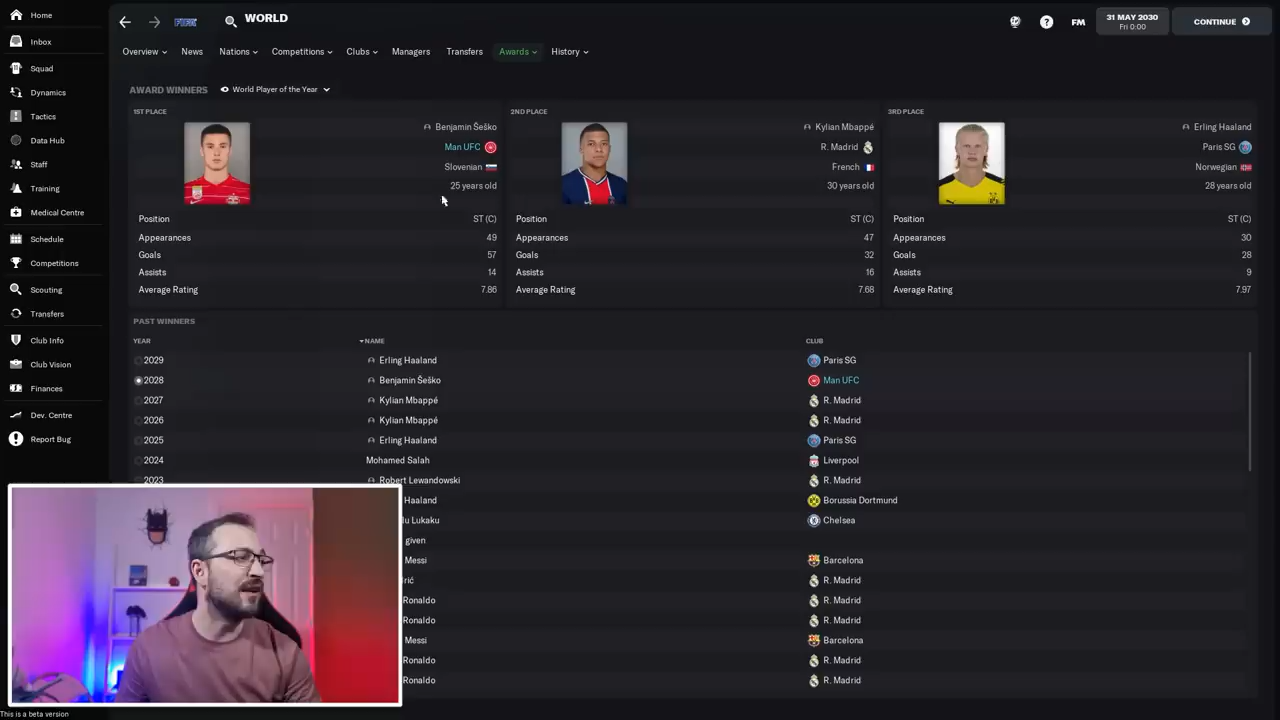 Home
Inbox
Squad
Dynamics
Tactics
Data Hub
Staff
Training
Medical Centre
Schedule
Competitions
Scouting
Transfers
Club Info
Club Vision
Finances
Dev. Centre
Report Bug
This is a beta version
FIFA
WORLD
FM
31 MAY 2030
Fri 0:00
CONTINUE
Overview News Nations Competitions Clubs Managers Transfers Awards History
AWARD WINNERS World Player of the Year
1ST PLACE
Benjamin Šeško
Man UFC
Slovenian
25 years old
Position ST (C)
Appearances 49
Goals 57
Assists 14
Average Rating 7.86
2ND PLACE
Kylian Mbappé
R. Madrid
French
30 years old
Position ST (C)
Appearances 47
Goals 32
Assists 16
Average Rating 7.68
3RD PLACE
Erling Haaland
Paris SG
Norwegian
28 years old
Position ST (C)
Appearances 30
Goals 28
Assists 9
Average Rating 7.97
PAST WINNERS
YEAR NAME CLUB
2029 Erling Haaland Paris SG
2028 Benjamin Šeško Man UFC
2027 Kylian Mbappé R. Madrid
2026 Kylian Mbappé R. Madrid
2025 Erling Haaland Paris SG
2024 Mohamed Salah Liverpool
2023 Robert Lewandowski R. Madrid
Haaland Borussia Dortmund
lu Lukaku Chelsea
given
Messi Barcelona
rić R. Madrid
Ronaldo R. Madrid
Ronaldo R. Madrid
Messi Barcelona
Ronaldo R. Madrid
Ronaldo R. Madrid